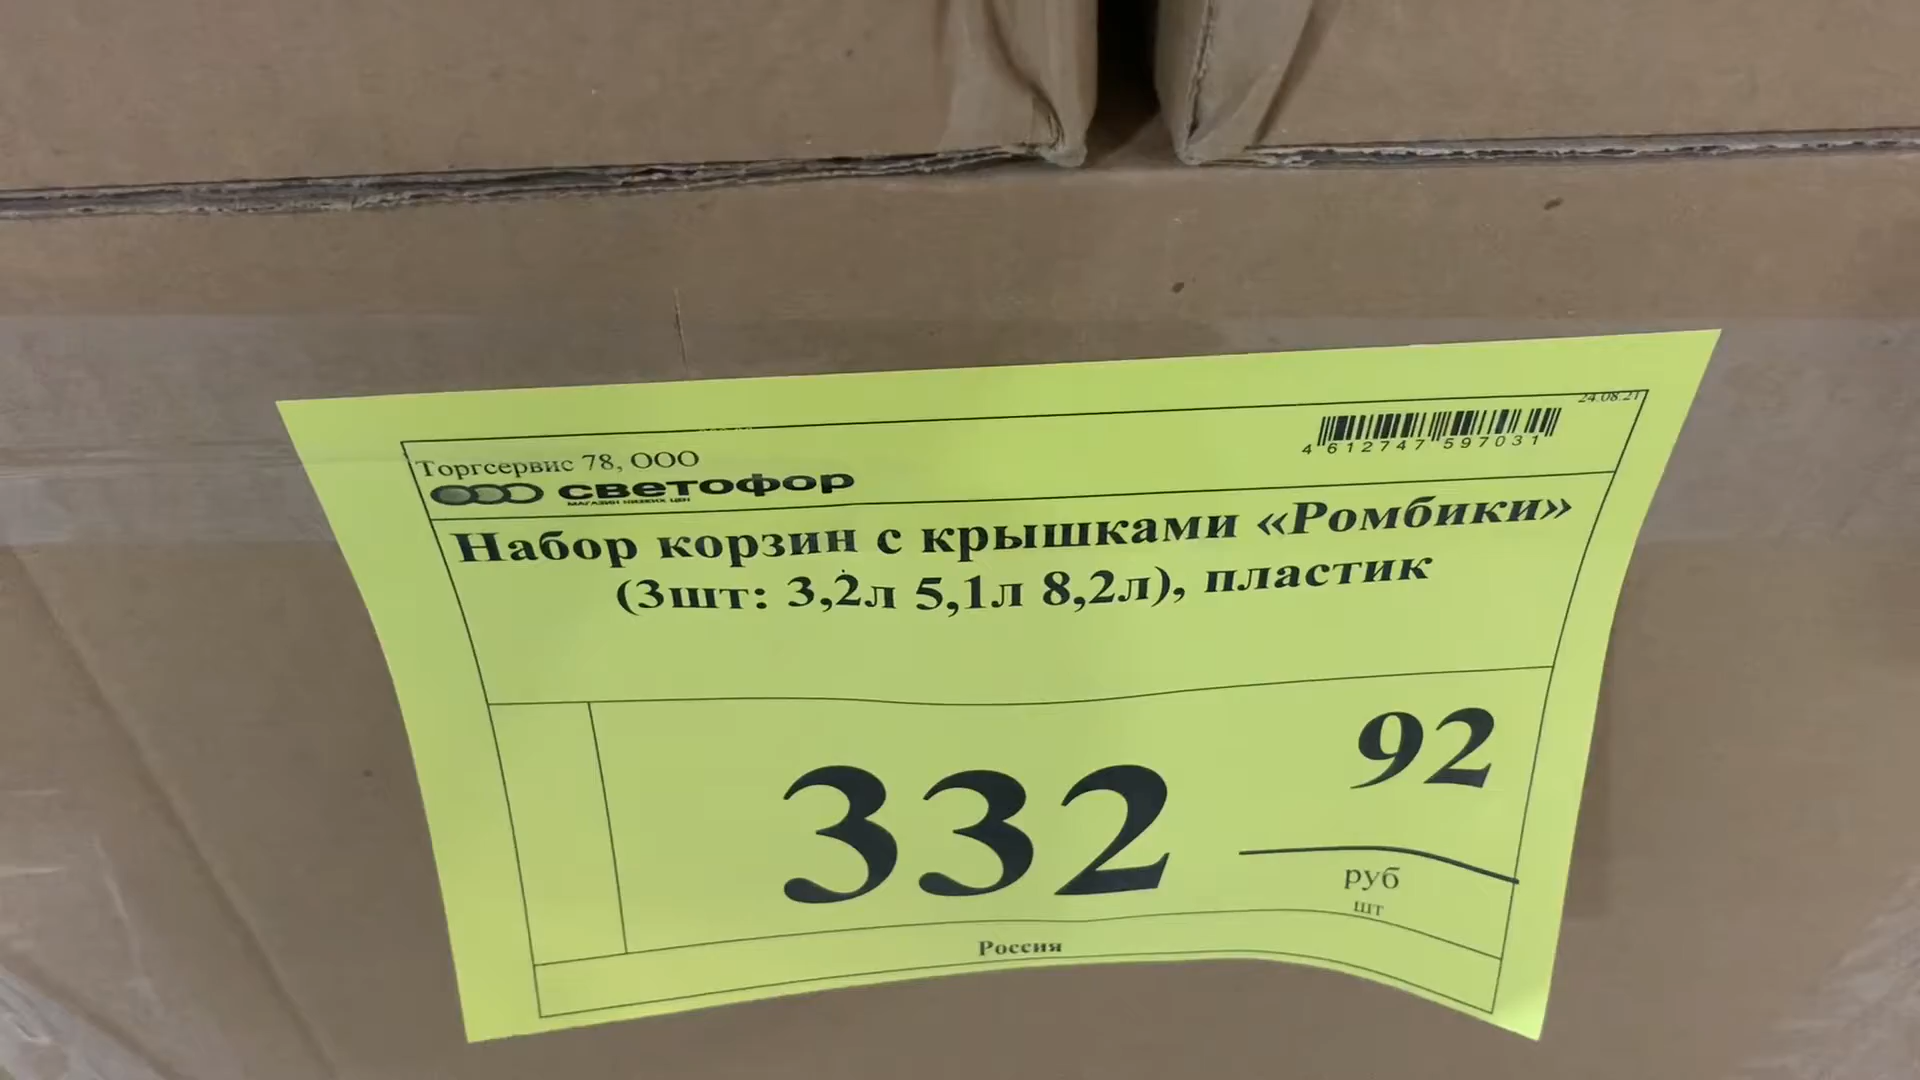 24.08.21
Торгсервис 78, ООО
светофор
МАГАЗИН НИЗКИХ ЦЕН
4 612747 597031
Набор корзин с крышками «Ромбики»
(3шт: 3,2л 5,1л 8,2л), пластик
332 92
руб
шт
Россия